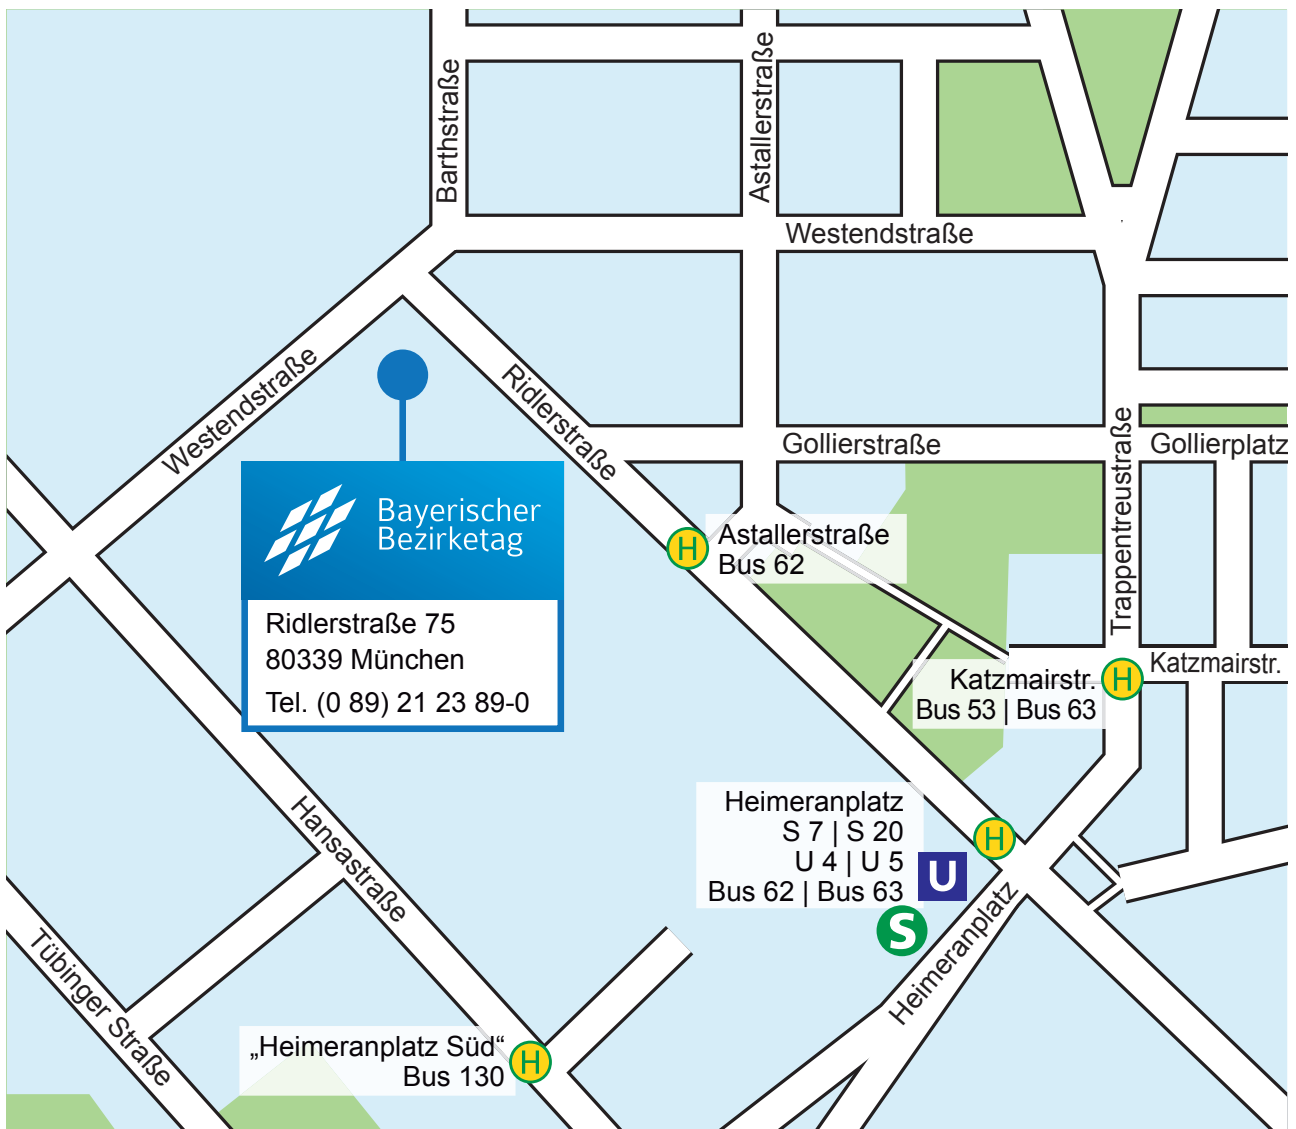 Barthstraße
Astallerstraße
Westendstraße
Westendstraße
Ridlerstraße
Gollierstraße
Trappentreustraße
Gollierplatz
Bayerischer
Bezirketag
Ridlerstraße 75
80339 München
Tel. (0 89) 21 23 89-0
H
Astallerstraße
Bus 62
Katzmairstr.
Katzmairstr.
Bus 53 | Bus 63
H
Hansastraße
Heimeranplatz
S 7 | S 20
U 4 | U 5
Bus 62 | Bus 63
H
U
S
Heimeranplatz
Tübinger Straße
„Heimeranplatz Süd“
Bus 130
H